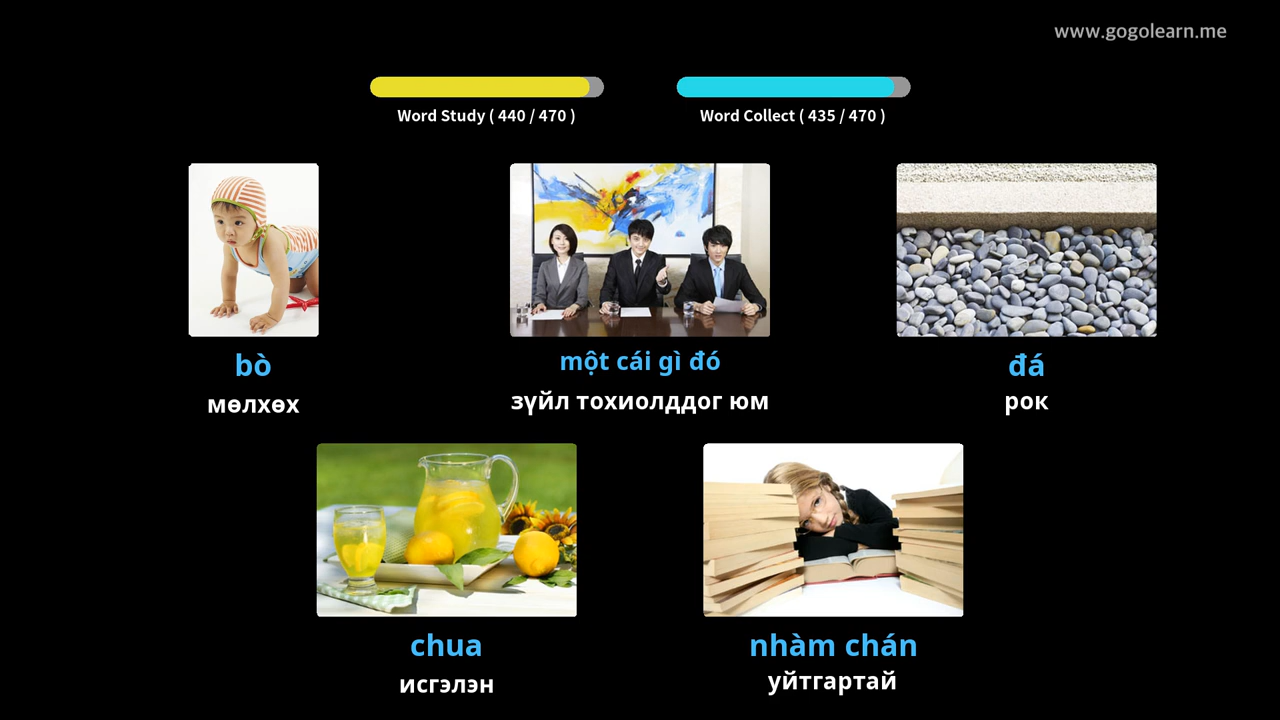 www.gogolearn.me
Word Study ( 440 / 470 )
Word Collect ( 435 / 470 )
bò
мөлхөх
một cái gì đó
зүйл тохиолддог юм
đá
рок
chua
исгэлэн
nhàm chán
уйтгартай